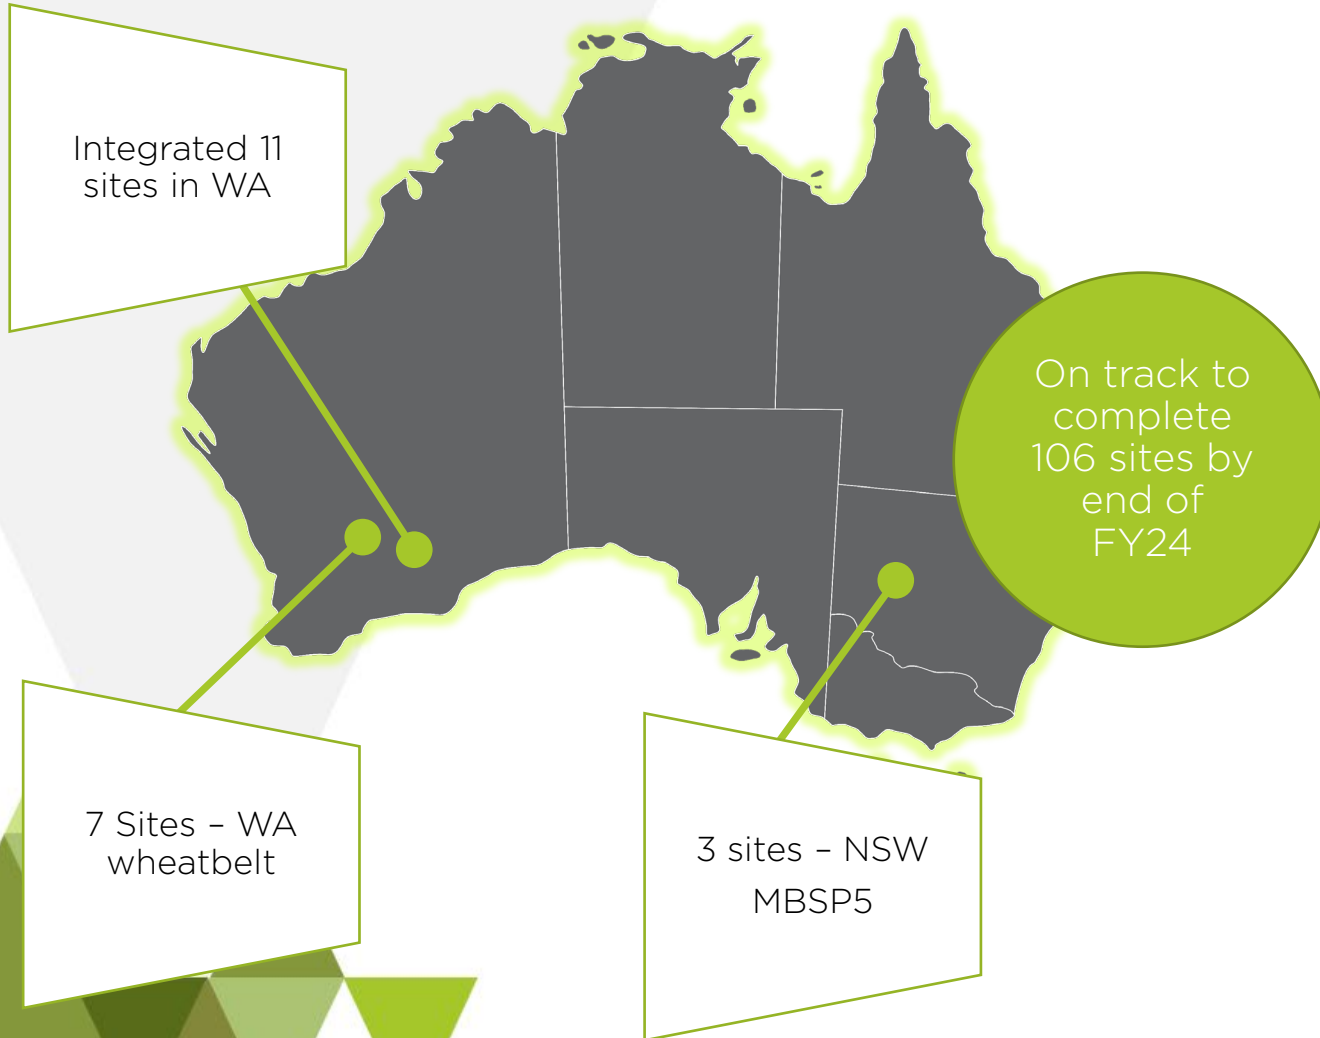 Integrated 11
sites in WA
On track to
complete
106 sites by
end of
FY24
7 Sites – WA
wheatbelt
3 sites – NSW
MBSP5